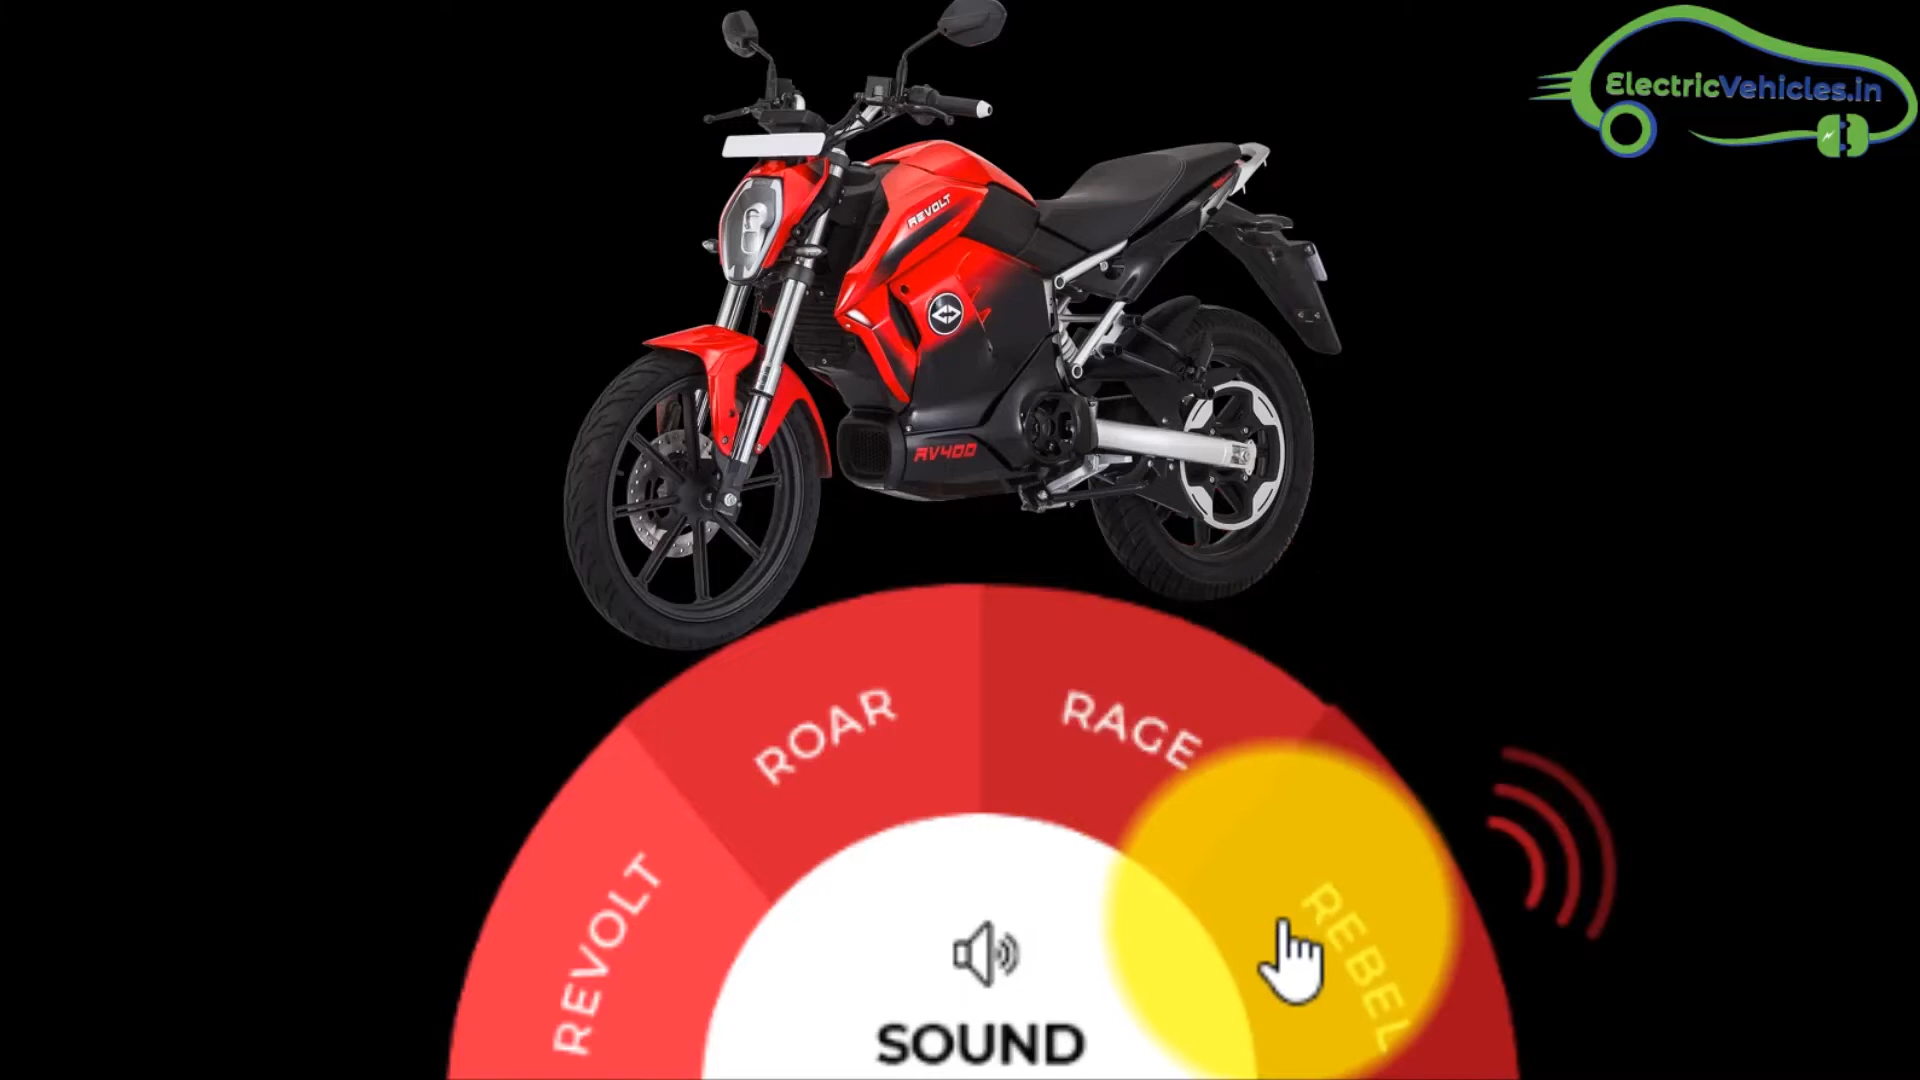 ElectricVehicles.in
REVOLT
RV400
REVOLT
ROAR
RAGE
REBEL
SOUND